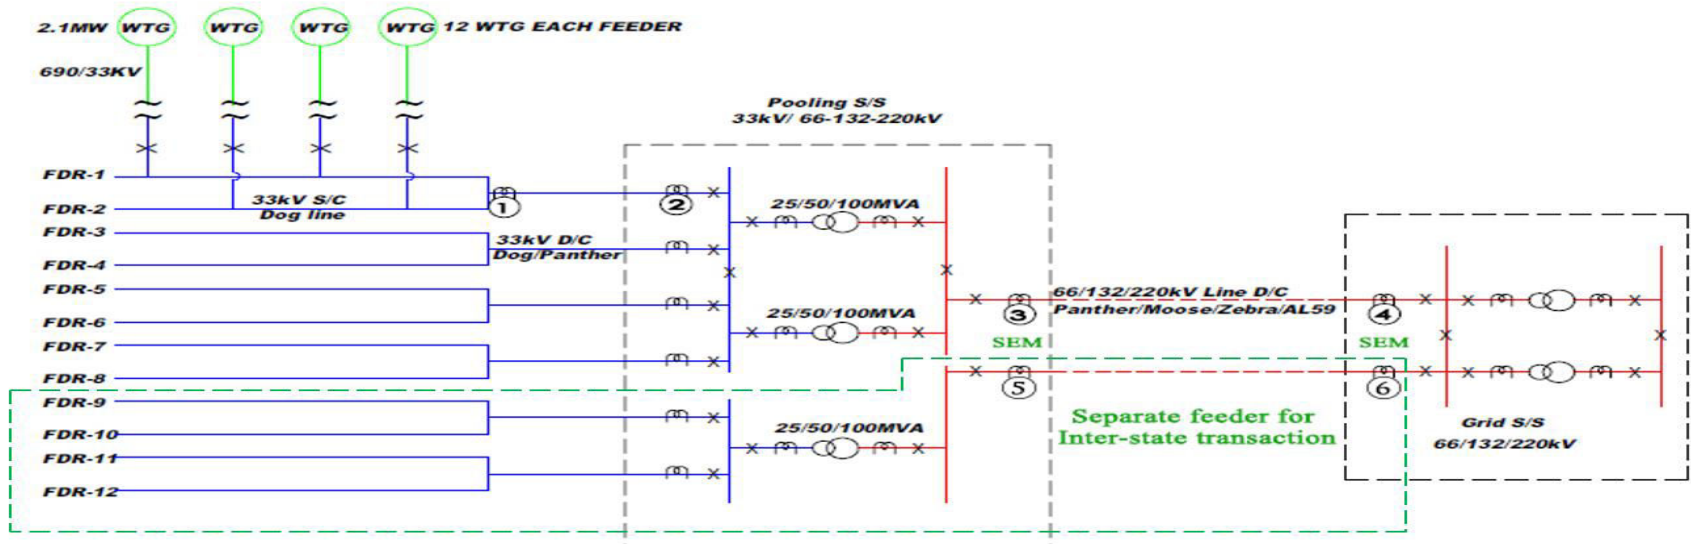 2.1MW WTG WTG WTG WTG 12 WTG EACH FEEDER
690/33KV
Pooling S/S
33kV/ 66-132-220kV
FDR-1
33kV S/C
FDR-2
Dog line
1
2
25/50/100MVA
FDR-3
33kV D/C
Dog/Panther
FDR-4
FDR-5
FDR-6
25/50/100MVA
66/132/220kV Line D/C
Panther/Moose/Zebra/AL59
3
4
SEM
SEM
FDR-7
FDR-8
5
6
FDR-9
FDR-10
25/50/100MVA
Separate feeder for
Inter-state transaction
Grid S/S
66/132/220kV
FDR-11
FDR-12